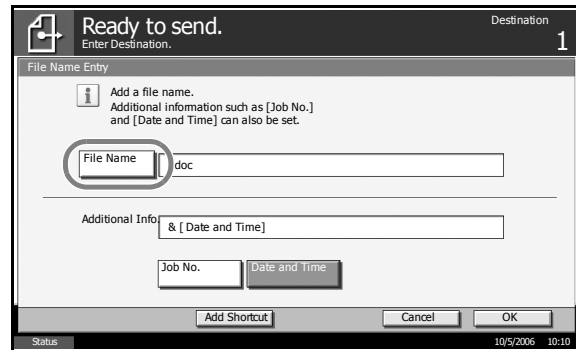 Ready to send.
Destination
Enter Destination.
1
File Name Entry
Add a file name.
Additional information such as [Job No.]
and [Date and Time] can also be set.
File Name
doc
Additional Info.
& [ Date and Time]
Job No.
Date and Time
Add Shortcut
Cancel
OK
Status
10/5/2006 10:10